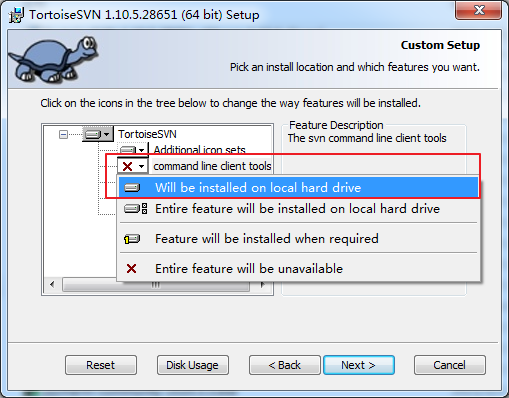 TortoiseSVN 1.10.5.28651 (64 bit) Setup
Custom Setup
Pick an install location and which features you want.
Click on the icons in the tree below to change the way features will be installed.
TortoiseSVN
Additional icon sets
command line client tools
Feature Description
The svn command line client tools
Will be installed on local hard drive
Entire feature will be installed on local hard drive
Feature will be installed when required
Entire feature will be unavailable
Reset
Disk Usage
< Back
Next >
Cancel